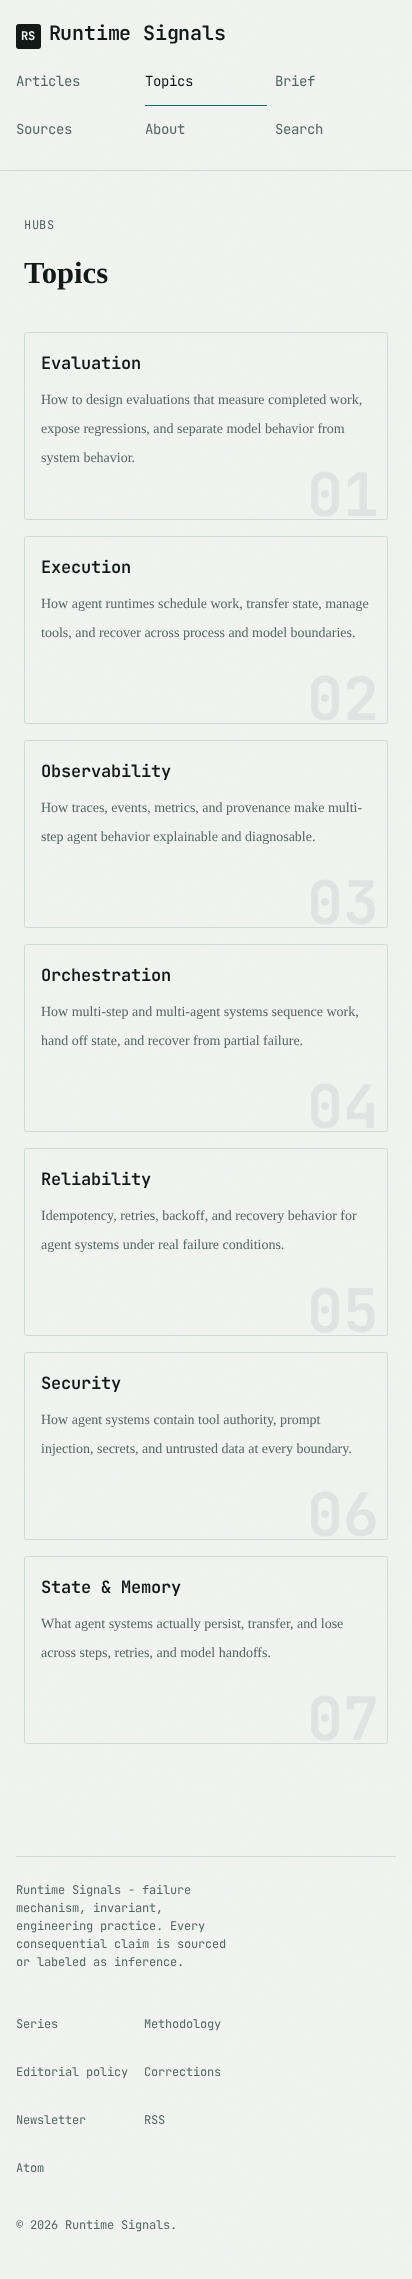 RS Runtime Signals
Articles Topics Brief
Sources About Search
HUBS
Topics
Evaluation
How to design evaluations that measure completed work,
expose regressions, and separate model behavior from
system behavior.
01
Execution
How agent runtimes schedule work, transfer state, manage
tools, and recover across process and model boundaries.
02
Observability
How traces, events, metrics, and provenance make multi-
step agent behavior explainable and diagnosable.
03
Orchestration
How multi-step and multi-agent systems sequence work,
hand off state, and recover from partial failure.
04
Reliability
Idempotency, retries, backoff, and recovery behavior for
agent systems under real failure conditions.
05
Security
How agent systems contain tool authority, prompt
injection, secrets, and untrusted data at every boundary.
06
State & Memory
What agent systems actually persist, transfer, and lose
across steps, retries, and model handoffs.
07
Runtime Signals - failure
mechanism, invariant,
engineering practice. Every
consequential claim is sourced
or labeled as inference.
Series Methodology
Editorial policy Corrections
Newsletter RSS
Atom
© 2026 Runtime Signals.